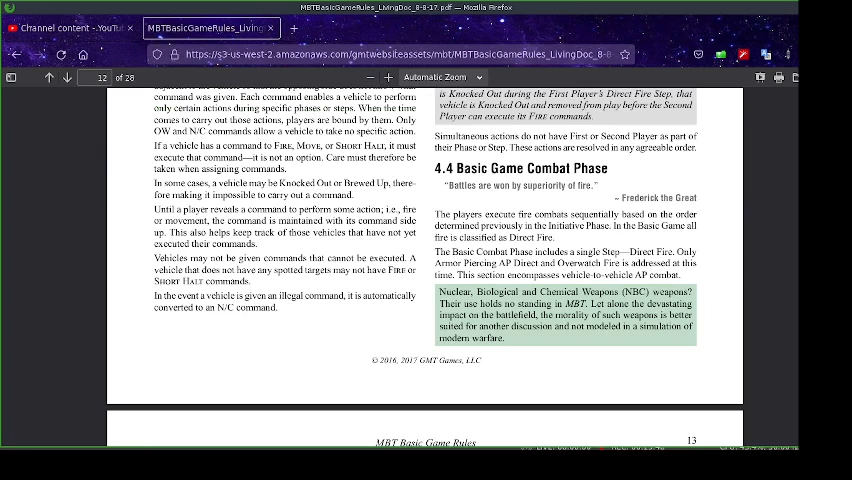 MBTBasicGameRules_LivingDoc_8-8-17.pdf — Mozilla Firefox
Channel content - YouTu
MBTBasicGameRules_Living
https://s3-us-west-2.amazonaws.com/gmtwebsiteassets/mbt/MBTBasicGameRules_LivingDoc_8-8
12 of 28
Automatic Zoom
command was given. Each command enables a vehicle to perform
only certain actions during specific phases or steps. When the time
comes to carry out those actions, players are bound by them. Only
OW and N/C commands allow a vehicle to take no specific action.
If a vehicle has a command to FIRE, MOVE, or SHORT HALT, it must
execute that command—it is not an option. Care must therefore be
taken when assigning commands.
In some cases, a vehicle may be Knocked Out or Brewed Up, there-
fore making it impossible to carry out a command.
Until a player reveals a command to perform some action; i.e., fire
or movement, the command is maintained with its command side
up. This also helps keep track of those vehicles that have not yet
executed their commands.
Vehicles may not be given commands that cannot be executed. A
vehicle that does not have any spotted targets may not have FIRE or
SHORT HALT commands.
In the event a vehicle is given an illegal command, it is automatically
converted to an N/C command.
is Knocked Out during the First Player's Direct Fire Step, that
vehicle is Knocked Out and removed from play before the Second
Player can execute its FIRE commands.
Simultaneous actions do not have First or Second Player as part of
their Phase or Step. These actions are resolved in any agreeable order.
4.4 Basic Game Combat Phase
"Battles are won by superiority of fire."
~ Frederick the Great
The players execute fire combats sequentially based on the order
determined previously in the Initiative Phase. In the Basic Game all
fire is classified as Direct Fire.
The Basic Combat Phase includes a single Step—Direct Fire. Only
Armor Piercing AP Direct and Overwatch Fire is addressed at this
time. This section encompasses vehicle-to-vehicle AP combat.
Nuclear, Biological and Chemical Weapons (NBC) weapons?
Their use holds no standing in MBT. Let alone the devastating
impact on the battlefield, the morality of such weapons is better
suited for another discussion and not modeled in a simulation of
modern warfare.
© 2016, 2017 GMT Games, LLC
MBT Basic Game Rules
13